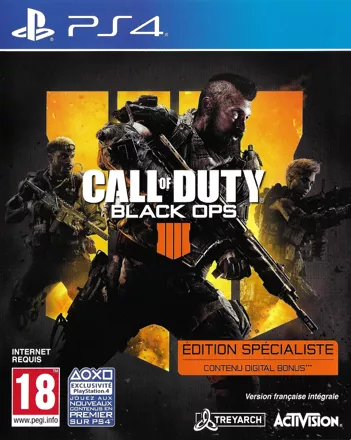 PS4
CALL OF DUTY
BLACK OPS
IIII
ÉDITION SPÉCIALISTE
CONTENU DIGITAL BONUS***
INTERNET
REQUIS
EXCLUSIVITÉ
PlayStation.4
JOUEZ AUX
NOUVEAUX
CONTENUS EN
PREMIER
SUR PS4*
18
www.pegi.info
Version française intégrale
TREYARCH
ACTIVISION